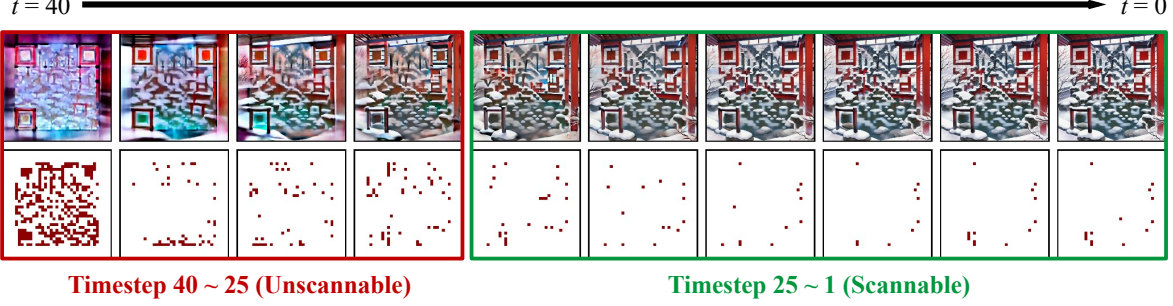 t = 40
t = 0
Timestep 40 ~ 25 (Unscannable)
Timestep 25 ~ 1 (Scannable)